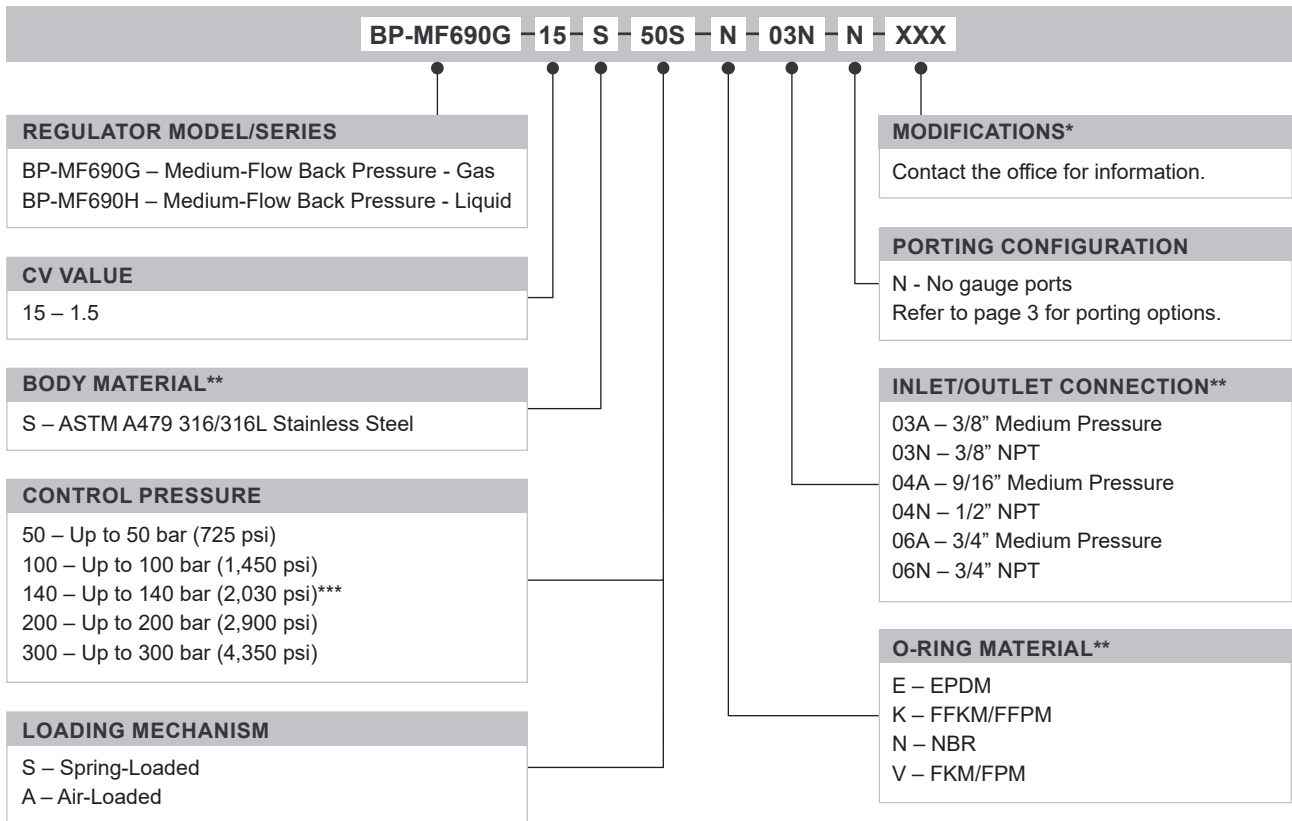 BP-MF690G – 15 – S – 50S – N – 03N – N – XXX
REGULATOR MODEL/SERIES
BP-MF690G – Medium-Flow Back Pressure - Gas
BP-MF690H – Medium-Flow Back Pressure - Liquid
CV VALUE
15 – 1.5
BODY MATERIAL**
S – ASTM A479 316/316L Stainless Steel
CONTROL PRESSURE
50 – Up to 50 bar (725 psi)
100 – Up to 100 bar (1,450 psi)
140 – Up to 140 bar (2,030 psi)***
200 – Up to 200 bar (2,900 psi)
300 – Up to 300 bar (4,350 psi)
LOADING MECHANISM
S – Spring-Loaded
A – Air-Loaded
MODIFICATIONS*
Contact the office for information.
PORTING CONFIGURATION
N - No gauge ports
Refer to page 3 for porting options.
INLET/OUTLET CONNECTION**
03A – 3/8” Medium Pressure
03N – 3/8” NPT
04A – 9/16” Medium Pressure
04N – 1/2” NPT
06A – 3/4” Medium Pressure
06N – 3/4” NPT
O-RING MATERIAL**
E – EPDM
K – FFKM/FFPM
N – NBR
V – FKM/FPM